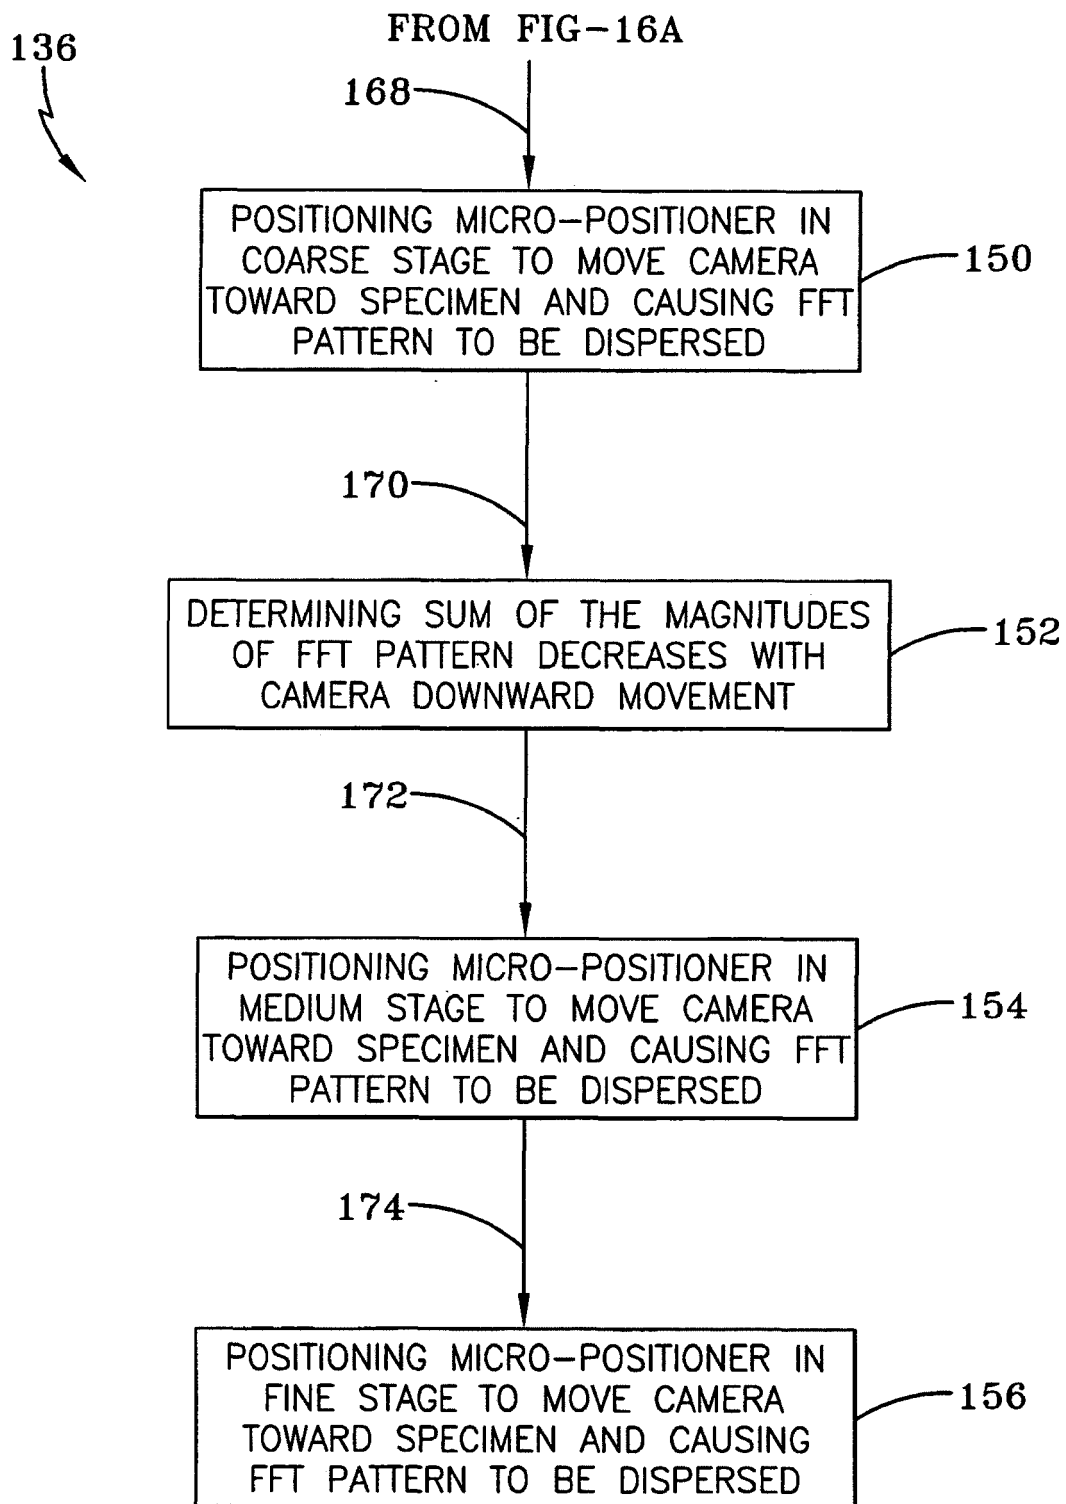 FROM FIG-16A
136
168
POSITIONING MICRO-POSITIONER IN
COARSE STAGE TO MOVE CAMERA
TOWARD SPECIMEN AND CAUSING FFT
PATTERN TO BE DISPERSED
150
170
DETERMINING SUM OF THE MAGNITUDES
OF FFT PATTERN DECREASES WITH
CAMERA DOWNWARD MOVEMENT
152
172
POSITIONING MICRO-POSITIONER IN
MEDIUM STAGE TO MOVE CAMERA
TOWARD SPECIMEN AND CAUSING FFT
PATTERN TO BE DISPERSED
154
174
POSITIONING MICRO-POSITIONER IN
FINE STAGE TO MOVE CAMERA
TOWARD SPECIMEN AND CAUSING
FFT PATTERN TO BE DISPERSED
156